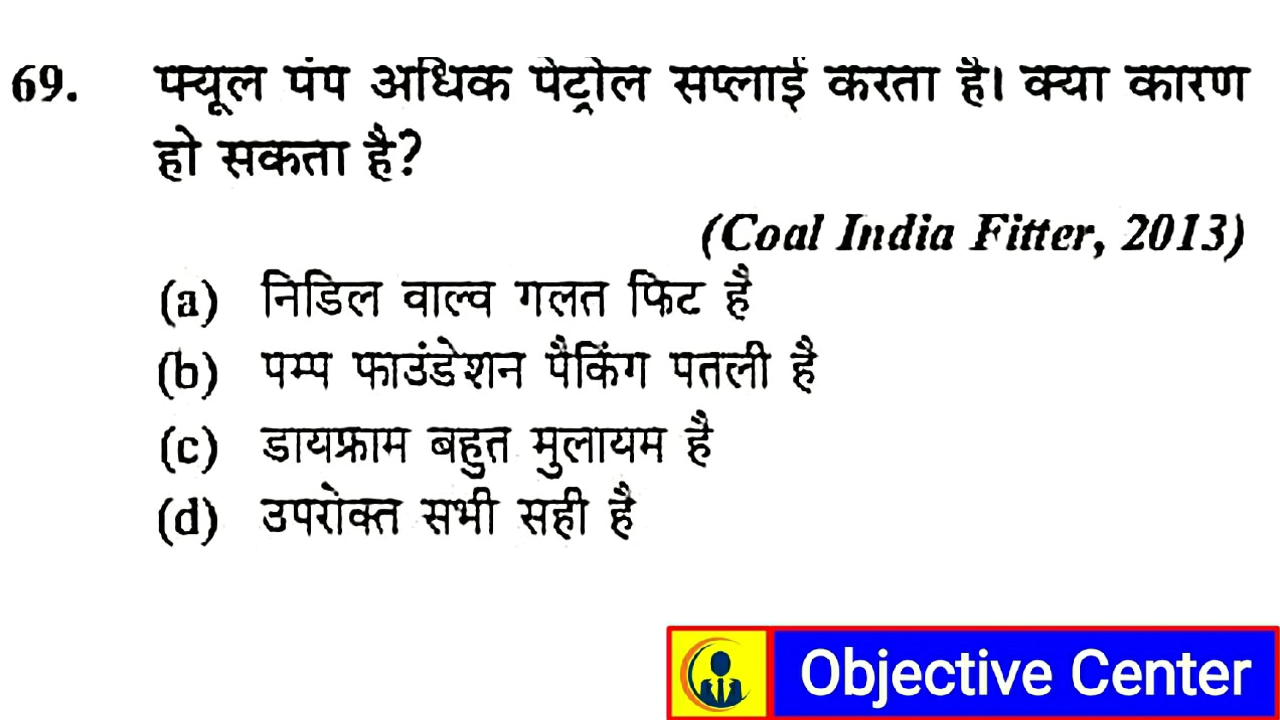 69. फ्यूल पंप अधिक पेट्रोल सप्लाई करता है। क्या कारण
हो सकता है?
(Coal India Fitter, 2013)
(a) निडिल वाल्व गलत फिट है
(b) पम्प फाउंडेशन पैकिंग पतली है
(c) डायफ्राम बहुत मुलायम है
(d) उपरोक्त सभी सही है
Objective Center